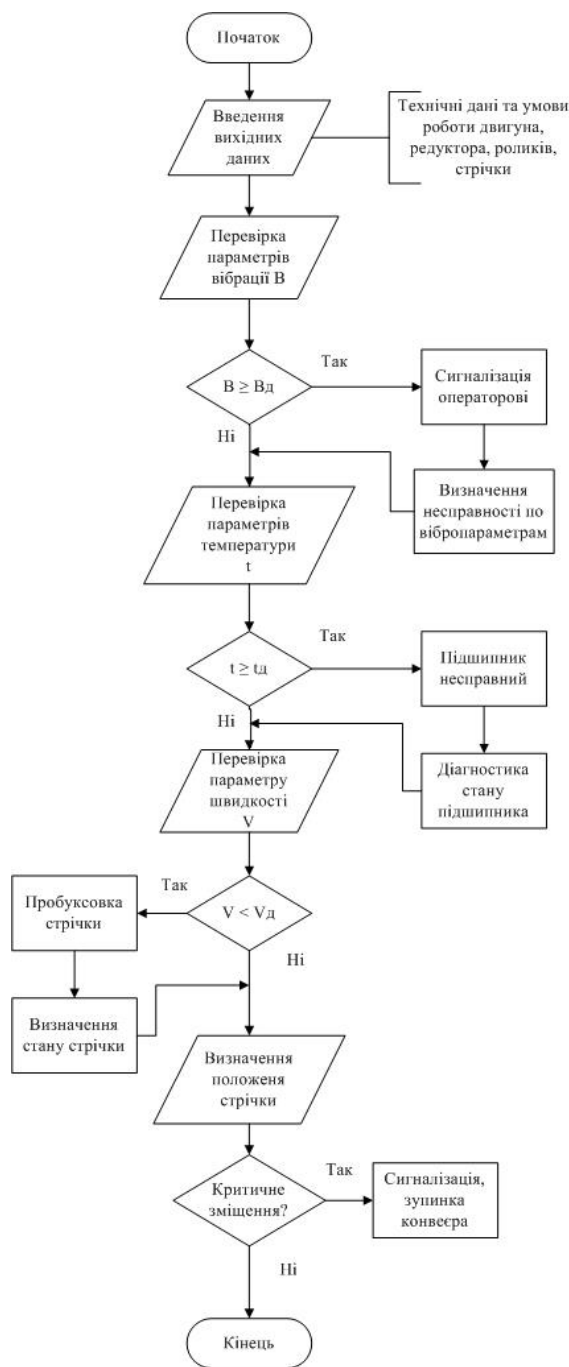 Початок
Введення
вихідних
даних
Технічні дані та умови
роботи двигуна,
редуктора, роликів,
стрічки
Перевірка
параметрів
вібрації В
В ≥ Вд
Так
Сигналізація
операторові
Ні
Визначення
несправності по
вібропараметрам
Перевірка
параметрів
температури
t
t ≥ tд
Так
Підшипник
несправний
Ні
Діагностика
стану
підшипника
Перевірка
параметру
швидкості
V
V < Vд
Так
Пробуксовка
стрічки
Ні
Визначення
стану стрічки
Визначення
положеня
стрічки
Критичне
зміщення?
Так
Сигналізація,
зупинка
конвеєра
Ні
Кінець